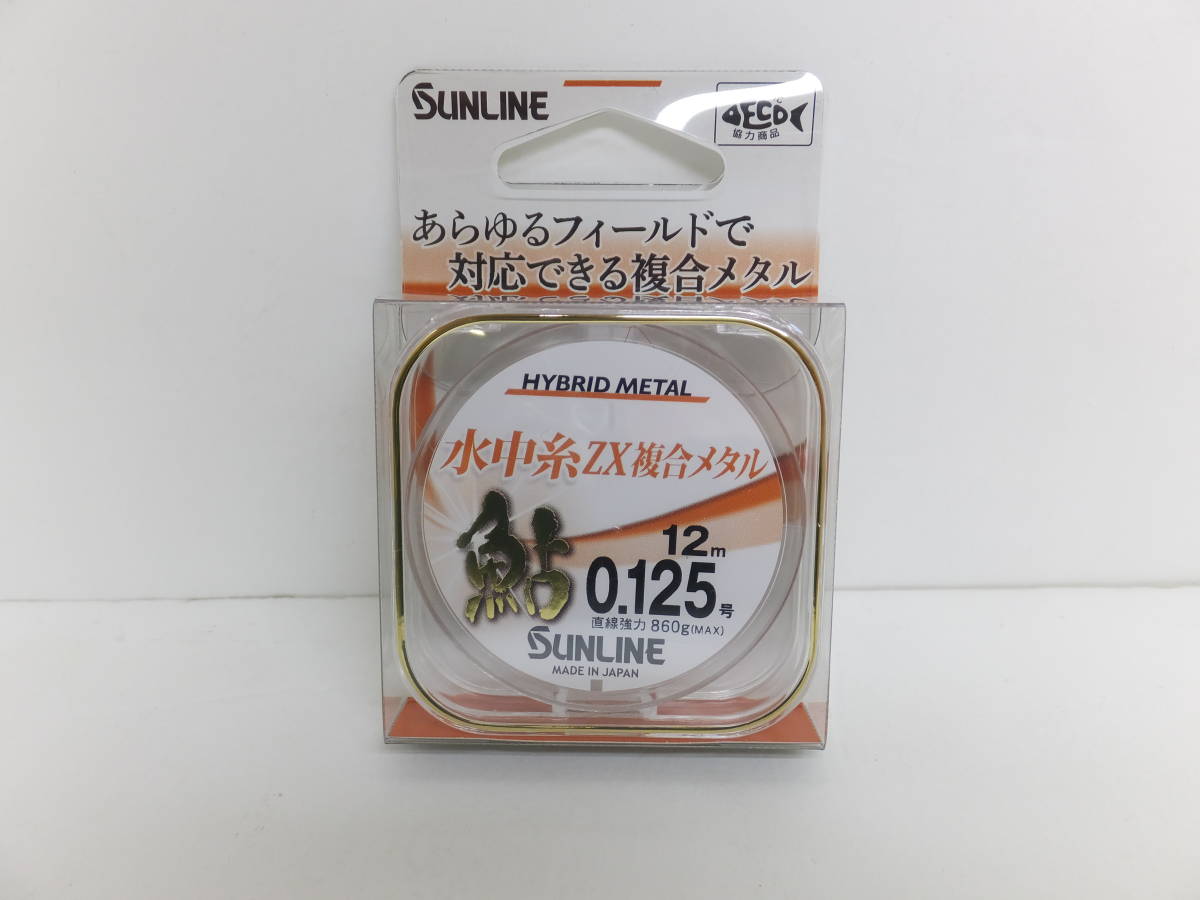 SUNLINE
ECO
協力商品
あらゆるフィールドで
対応できる複合メタル
HYBRID METAL
水中糸ZX複合メタル
鮎
12m
0.125号
直線強力 860g(MAX)
SUNLINE
MADE IN JAPAN